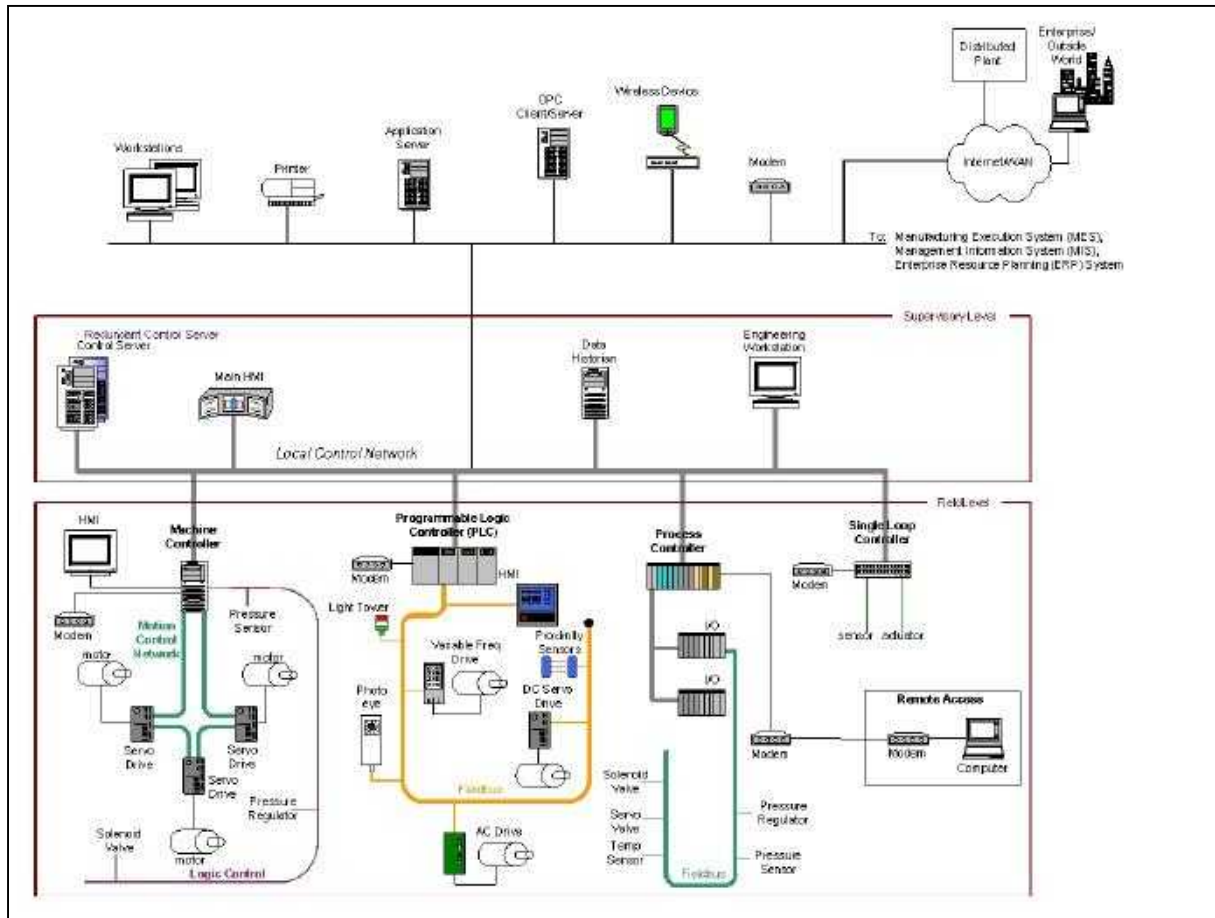 Distributed
Plant
Enterprise/
Outside
World
Internet/WAN
Workstations
Printer
Application
Server
OPC
Client/Server
Wireless Device
Modem
To: Manufacturing Execution System (MES),
Management Information System (MIS),
Enterprise Resource Planning (ERP) System
Supervisory Level
Redundant Control Server
Control Server
Main HMI
Data
Historian
Engineering
Workstation
Local Control Network
Field Level
HMI
Machine
Controller
Modem
Pressure
Sensor
Motion
Control
Network
motor
motor
Servo
Drive
Servo
Drive
Servo
Drive
motor
Pressure
Regulator
Solenoid
Valve
Logic Control
Programmable Logic
Controller (PLC)
Modem
HMI
Light Tower
Proximity
Sensors
Variable Freq
Drive
Photo
eye
DC Servo
Drive
Fieldbus
AC Drive
Process
Controller
I/O
I/O
Modem
Solenoid
Valve
Servo
Valve
Temp
Sensor
Pressure
Regulator
Pressure
Sensor
Fieldbus
Single Loop
Controller
Modem
sensor
actuator
Remote Access
Modem
Computer